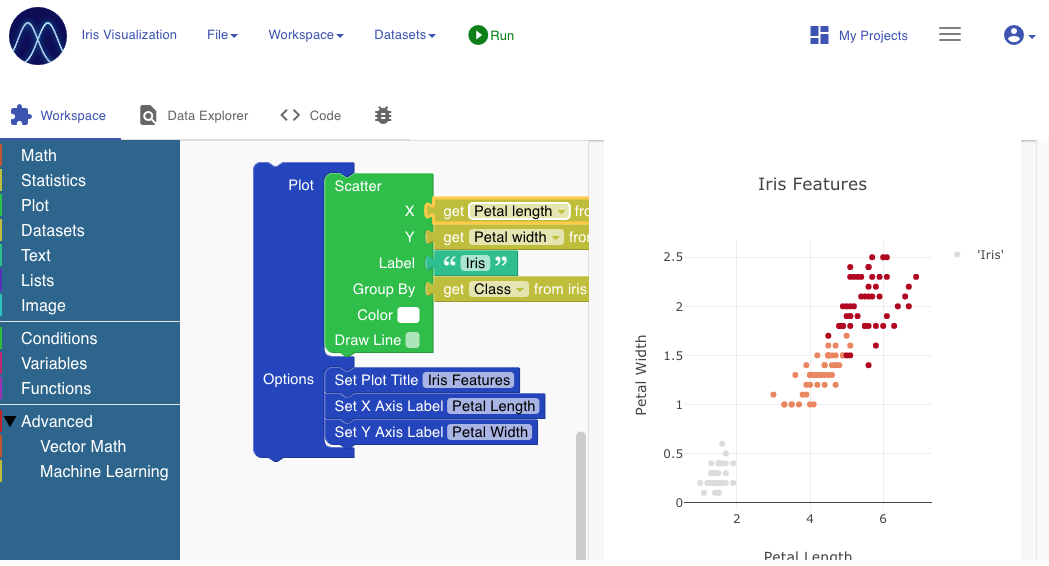 Iris Visualization File Workspace Datasets Run My Projects
Workspace Data Explorer Code
Math
Statistics
Plot
Datasets
Text
Lists
Image
Conditions
Variables
Functions
Advanced
Vector Math
Machine Learning
Plot Scatter
X get Petal length
Y get Petal width
Label “ Iris ”
Group By get Class from iris
Color
Draw Line
Options Set Plot Title Iris Features
Set X Axis Label Petal Length
Set Y Axis Label Petal Width
Iris Features
'Iris'
Petal Width
2.5
2
1.5
1
0.5
0
2 4 6
Petal Length